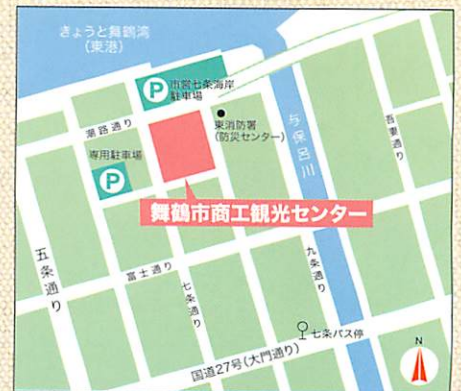 きょうと舞鶴湾
(東港)
P
市営七条海岸
駐車場
潮路通り
東消防署
(防災センター)
与保呂川
吾妻通り
専用駐車場
P
舞鶴市商工観光センター
五条通り
富士通り
七条通り
九条通り
七条バス停
国道27号(大門通り)
N